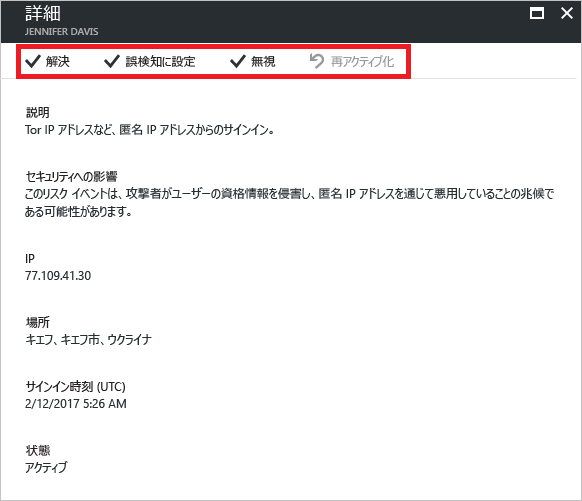 詳細
JENNIFER DAVIS
解決 誤検知に設定 無視 再アクティブ化
説明
Tor IP アドレスなど、匿名 IP アドレスからのサインイン。
セキュリティへの影響
このリスク イベントは、攻撃者がユーザーの資格情報を侵害し、匿名 IP アドレスを通じて悪用していることの兆候で
ある可能性があります。
IP
77.109.41.30
場所
キエフ、キエフ市、ウクライナ
サインイン時刻 (UTC)
2/12/2017 5:26 AM
状態
アクティブ